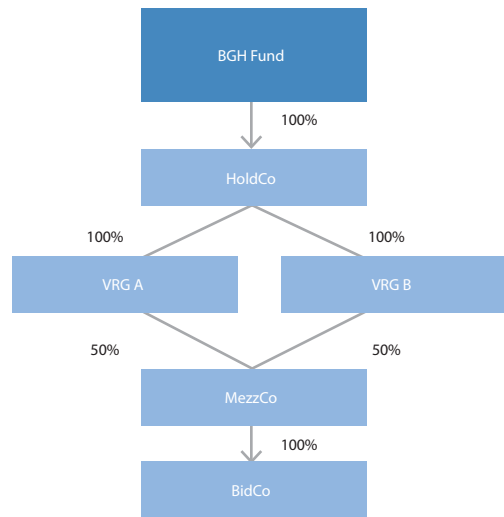 BGH Fund
100%
HoldCo
100%
100%
VRG A
VRG B
50%
50%
MezzCo
100%
BidCo